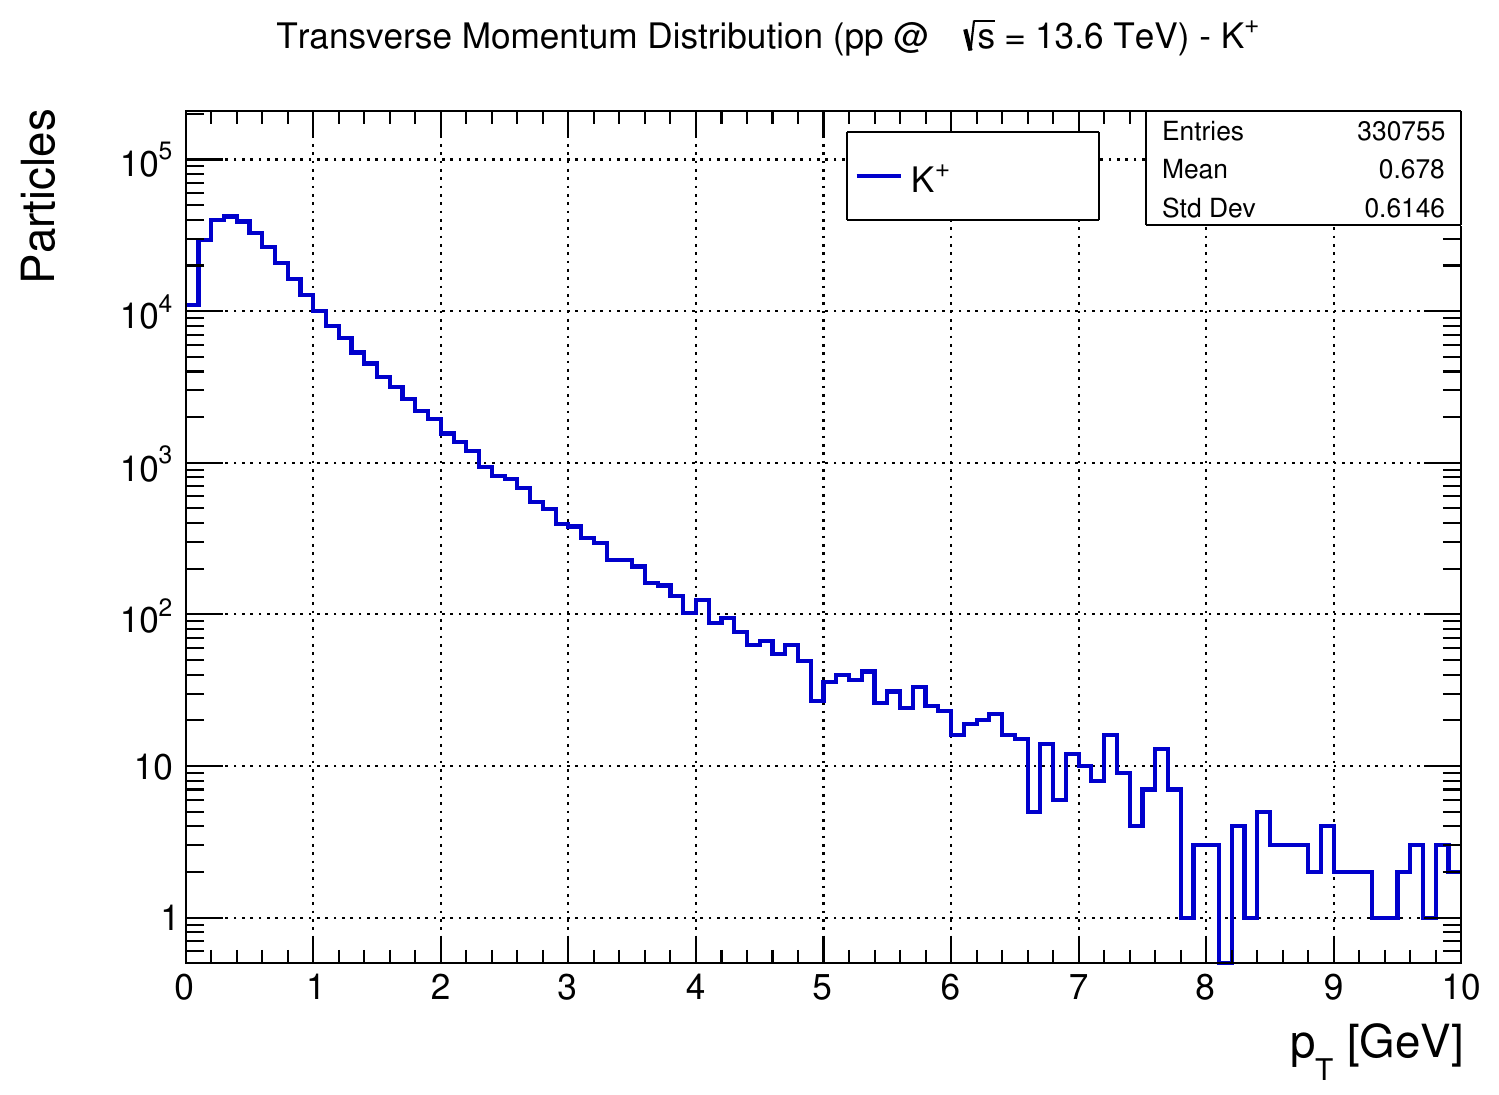 Transverse Momentum Distribution (pp @ √s = 13.6 TeV) - K⁺
Particles
10⁵
10⁴
10³
10²
10
1
K⁺
Entries 330755
Mean 0.678
Std Dev 0.6146
0 1 2 3 4 5 6 7 8 9 10
p_T [GeV]